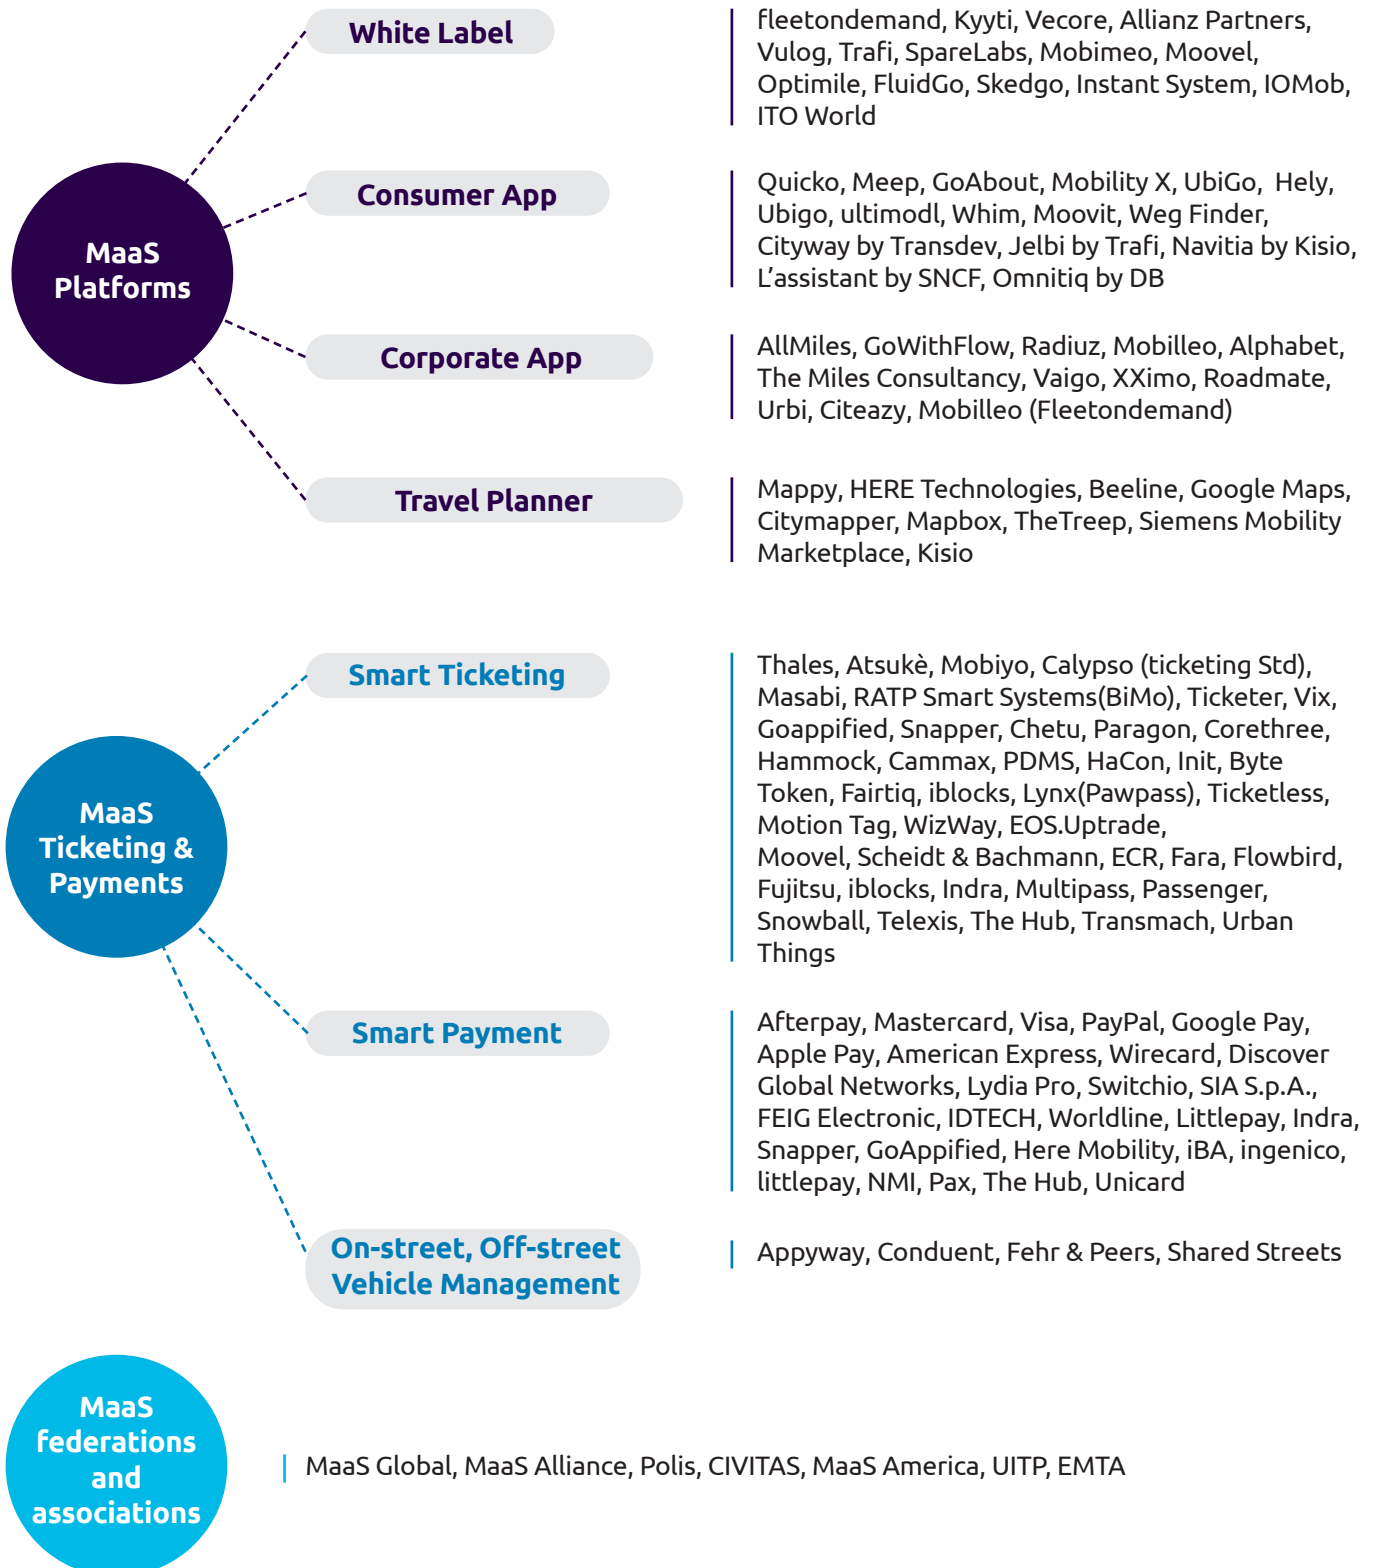 MaaS
Platforms
White Label
fleetondemand, Kyyti, Vecore, Allianz Partners,
Vulog, Trafi, SpareLabs, Mobimeo, Moovel,
Optimile, FluidGo, Skedgo, Instant System, IOMob,
ITO World
Consumer App
Quicko, Meep, GoAbout, Mobility X, UbiGo,  Hely,
Ubigo, ultimodl, Whim, Moovit, Weg Finder,
Cityway by Transdev, Jelbi by Trafi, Navitia by Kisio,
L’assistant by SNCF, Omnitiq by DB
Corporate App
AllMiles, GoWithFlow, Radiuz, Mobilleo, Alphabet,
The Miles Consultancy, Vaigo, XXimo, Roadmate,
Urbi, Citeazy, Mobilleo (Fleetondemand)
Travel Planner
Mappy, HERE Technologies, Beeline, Google Maps,
Citymapper, Mapbox, TheTreep, Siemens Mobility
Marketplace, Kisio
MaaS
Ticketing &
Payments
Smart Ticketing
Thales, Atsukè, Mobiyo, Calypso (ticketing Std),
Masabi, RATP Smart Systems(BiMo), Ticketer, Vix,
Goappified, Snapper, Chetu, Paragon, Corethree,
Hammock, Cammax, PDMS, HaCon, Init, Byte
Token, Fairtiq, iblocks, Lynx(Pawpass), Ticketless,
Motion Tag, WizWay, EOS.Uptrade,
Moovel, Scheidt & Bachmann, ECR, Fara, Flowbird,
Fujitsu, iblocks, Indra, Multipass, Passenger,
Snowball, Telexis, The Hub, Transmach, Urban
Things
Smart Payment
Afterpay, Mastercard, Visa, PayPal, Google Pay,
Apple Pay, American Express, Wirecard, Discover
Global Networks, Lydia Pro, Switchio, SIA S.p.A.,
FEIG Electronic, IDTECH, Worldline, Littlepay, Indra,
Snapper, GoAppified, Here Mobility, iBA, ingenico,
littlepay, NMI, Pax, The Hub, Unicard
On-street, Off-street
Vehicle Management
Appyway, Conduent, Fehr & Peers, Shared Streets
MaaS
federations
and
associations
MaaS Global, MaaS Alliance, Polis, CIVITAS, MaaS America, UITP, EMTA